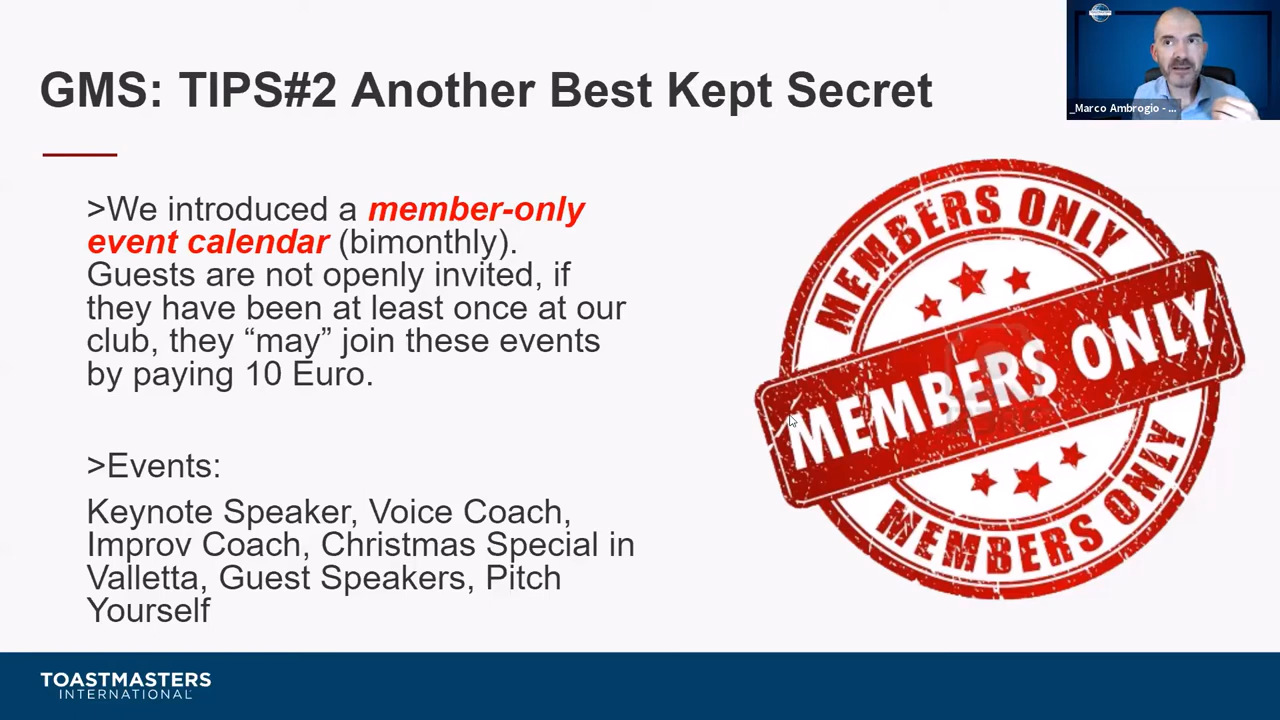 GMS: TIPS#2 Another Best Kept Secret
_Marco Ambrogio - ...
>We introduced a member-only
event calendar (bimonthly).
Guests are not openly invited, if
they have been at least once at our
club, they “may” join these events
by paying 10 Euro.
>Events:
Keynote Speaker, Voice Coach,
Improv Coach, Christmas Special in
Valletta, Guest Speakers, Pitch
Yourself
MEMBERS ONLY
MEMBERS ONLY
MEMBERS ONLY
TOASTMASTERS
INTERNATIONAL